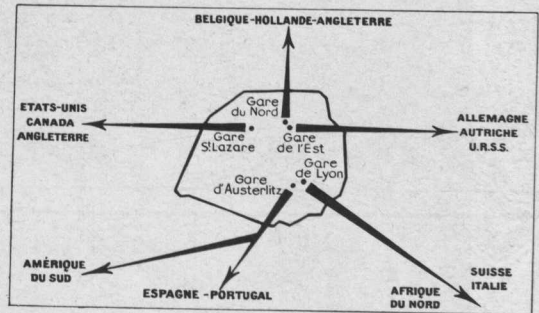 BELGIQUE-HOLLANDE-ANGLETERRE
ETATS-UNIS
CANADA
ANGLETERRE
Gare
du Nord
Gare
St Lazare
Gare
de l'Est
ALLEMAGNE
AUTRICHE
U.R.S.S.
Gare
de Lyon
Gare
d'Austerlitz
AMÉRIQUE
DU SUD
ESPAGNE - PORTUGAL
AFRIQUE
DU NORD
SUISSE
ITALIE